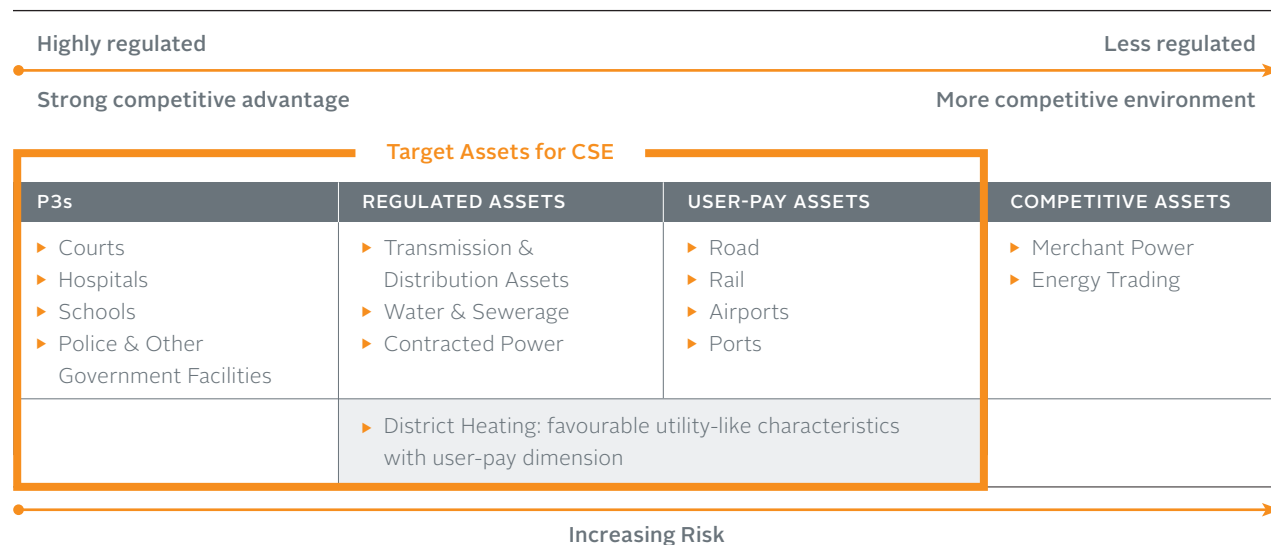 Highly regulated
Less regulated
Strong competitive advantage
More competitive environment
Target Assets for CSE
P3s
REGULATED ASSETS
USER-PAY ASSETS
COMPETITIVE ASSETS
Courts
Hospitals
Schools
Police & Other
Government Facilities
Transmission &
Distribution Assets
Water & Sewerage
Contracted Power
Road
Rail
Airports
Ports
Merchant Power
Energy Trading
District Heating: favourable utility-like characteristics
with user-pay dimension
Increasing Risk